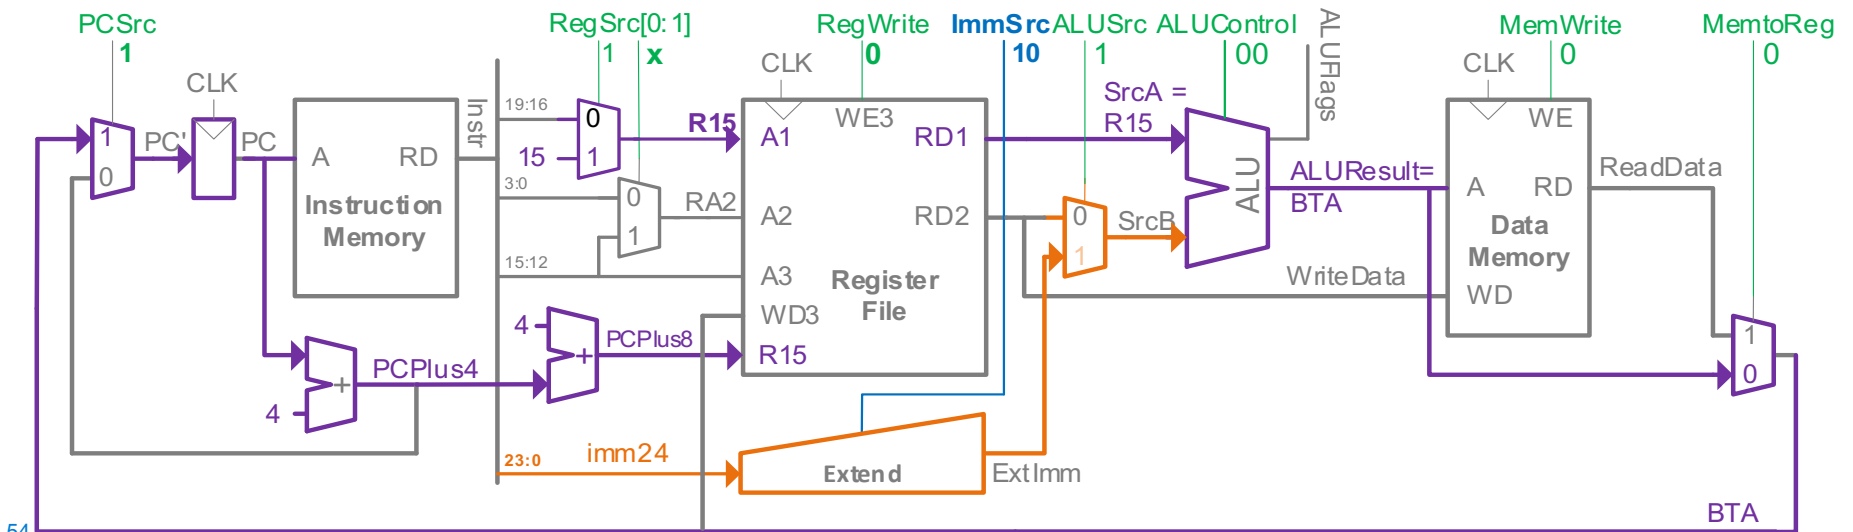 PCSrc
1
RegSrc[0:1]
1 x
RegWrite
0
ImmSrc
10
ALUSrc
1
ALUControl
00
ALUFlags
MemWrite
0
MemtoReg
0
CLK
CLK
CLK
1
0
PC'
PC
A
RD
Instruction
Memory
Instr
19:16
15
3:0
15:12
23:0
0
1
0
1
R15
RA2
A1
A2
A3
WD3
R15
WE3
RD1
RD2
Register
File
SrcA =
R15
0
1
SrcB
ALU
ALUResult=
BTA
WriteData
A
RD
WE
WD
Data
Memory
ReadData
1
0
4
+
PCPlus4
4
+
PCPlus8
imm24
Extend
ExtImm
BTA
54